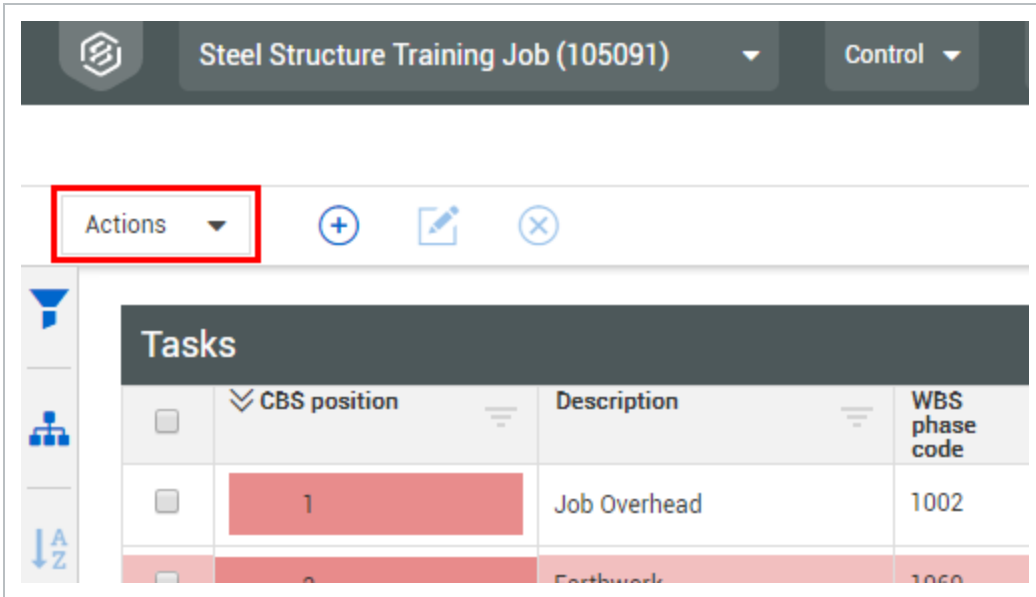 Steel Structure Training Job (105091)
Control
Actions
A
Z
Tasks
CBS position
Description
WBS
phase
code
1
Job Overhead
1002